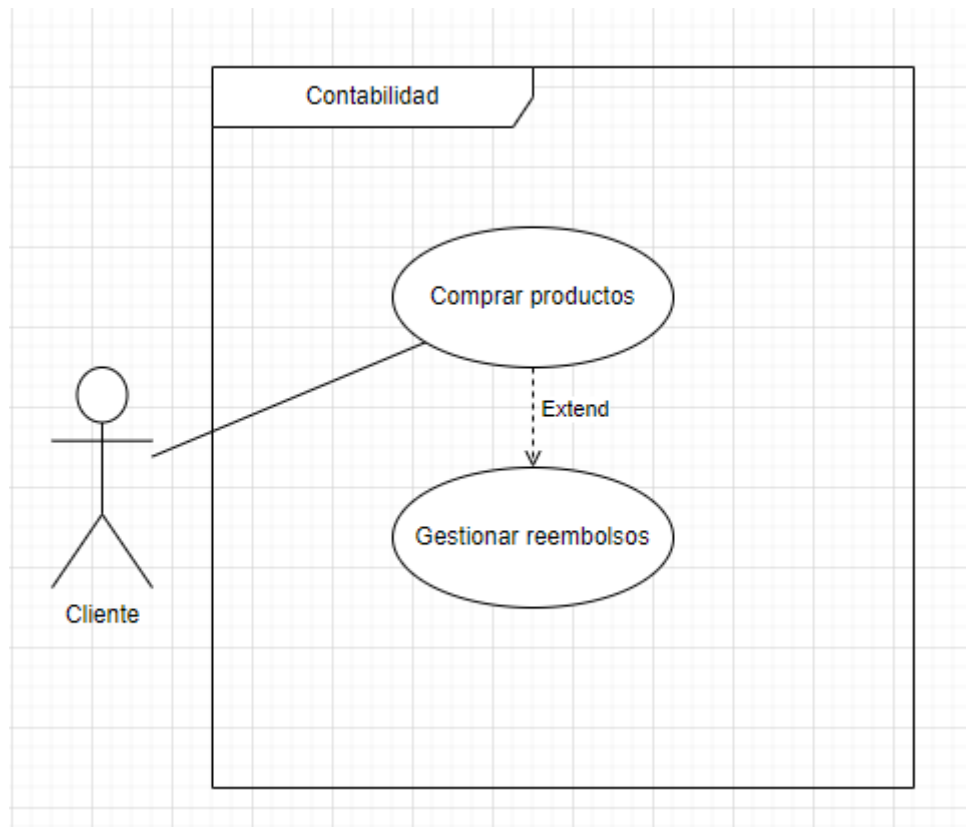 Contabilidad
Comprar productos
Extend
Gestionar reembolsos
Cliente